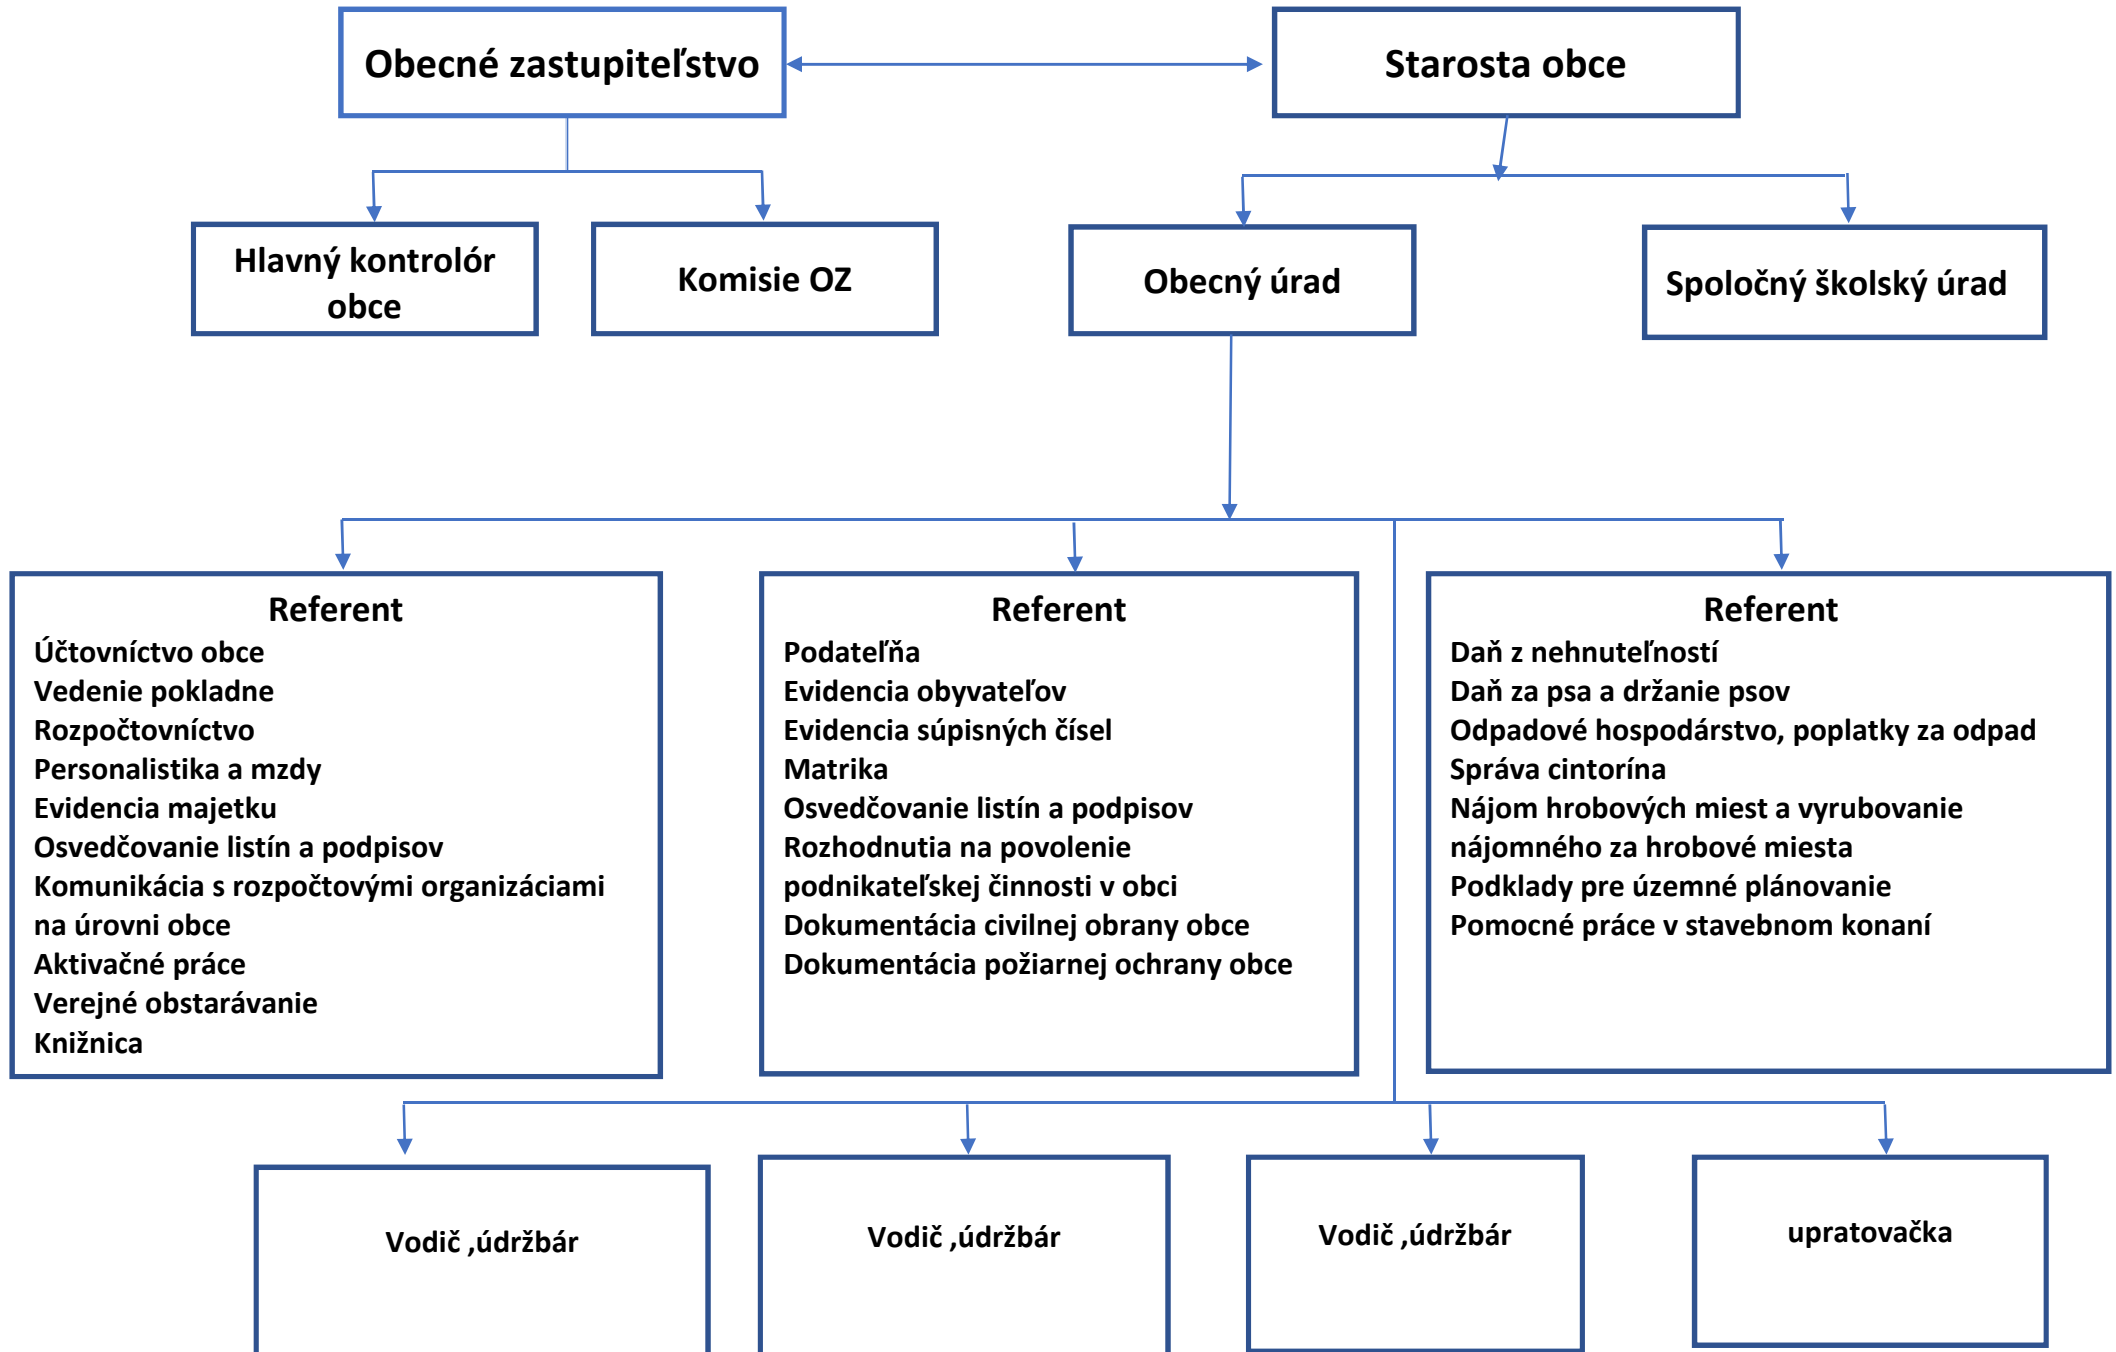 Obecné zastupiteľstvo
Starosta obce
Hlavný kontrolór
obce
Komisie OZ
Obecný úrad
Spoločný školský úrad
Referent
Účtovníctvo obce
Vedenie pokladne
Rozpočtovníctvo
Personalistika a mzdy
Evidencia majetku
Osvedčovanie listín a podpisov
Komunikácia s rozpočtovými organizáciami
na úrovni obce
Aktivačné práce
Verejné obstarávanie
Knižnica
Referent
Podateľňa
Evidencia obyvateľov
Evidencia súpisných čísel
Matrika
Osvedčovanie listín a podpisov
Rozhodnutia na povolenie
podnikateľskej činnosti v obci
Dokumentácia civilnej obrany obce
Dokumentácia požiarnej ochrany obce
Referent
Daň z nehnuteľností
Daň za psa a držanie psov
Odpadové hospodárstvo, poplatky za odpad
Správa cintorína
Nájom hrobových miest a vyrubovanie
nájomného za hrobové miesta
Podklady pre územné plánovanie
Pomocné práce v stavebnom konaní
Vodič ,údržbár
Vodič ,údržbár
Vodič ,údržbár
upratovačka